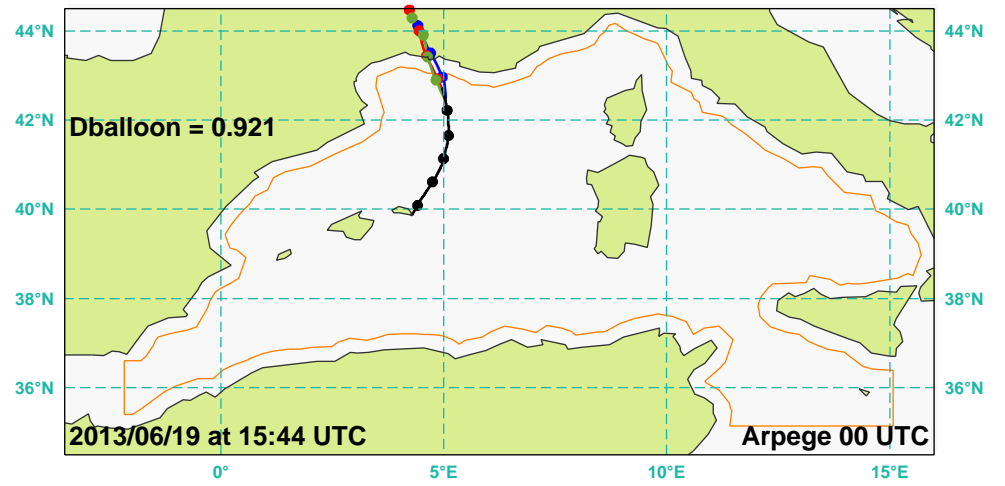 44°N 44°N
42°N 42°N
Dballoon = 0.921
40°N 40°N
38°N 38°N
36°N 36°N
2013/06/19 at 15:44 UTC Arpege 00 UTC
0° 5°E 10°E 15°E